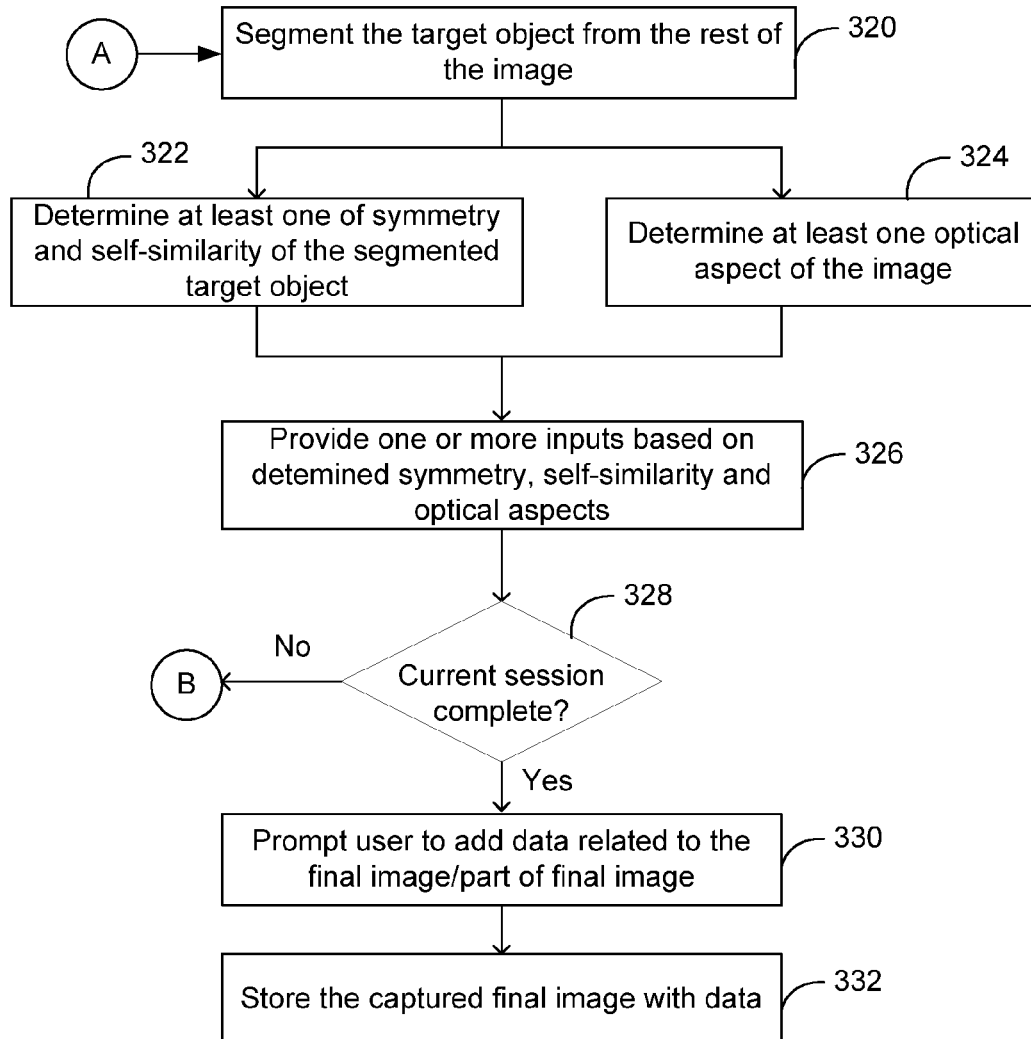 A
Segment the target object from the rest of
the image
320
322
324
Determine at least one of symmetry
and self-similarity of the segmented
target object
Determine at least one optical
aspect of the image
Provide one or more inputs based on
detemined symmetry, self-similarity and
optical aspects
326
328
No
B
Current session
complete?
Yes
Prompt user to add data related to the
final image/part of final image
330
Store the captured final image with data
332